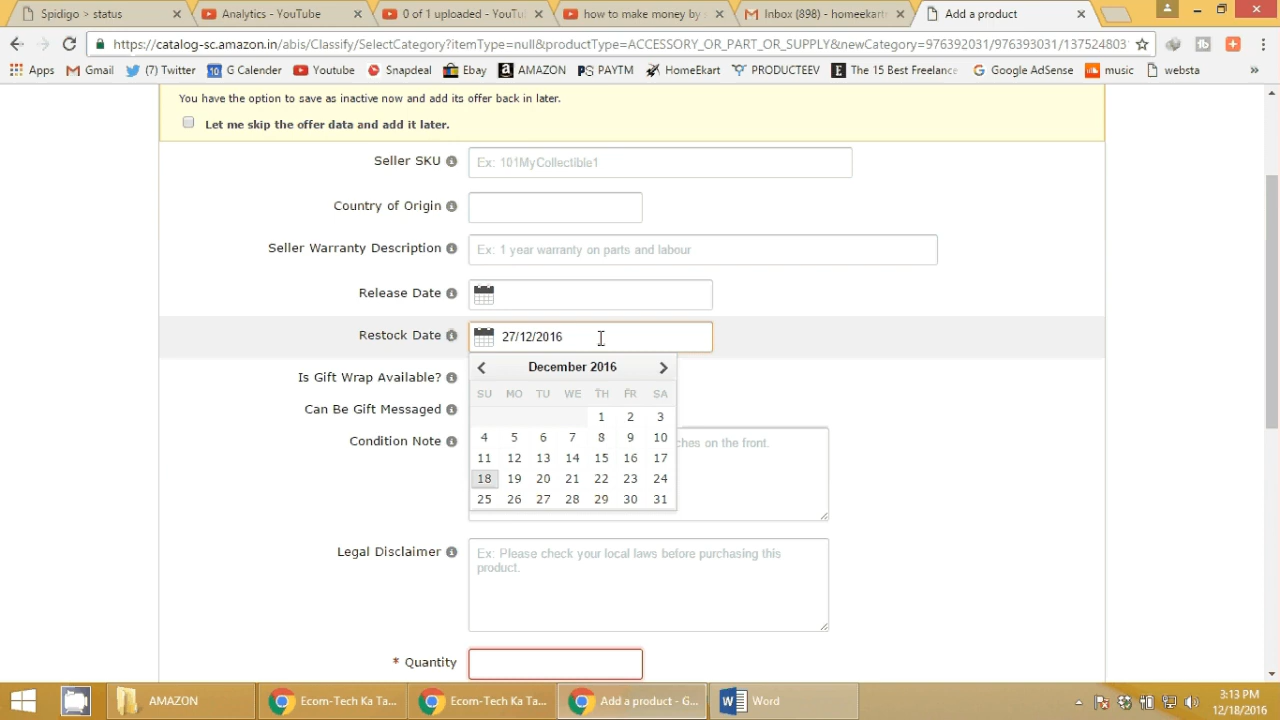 Spidigo > status
Analytics - YouTube
0 of 1 uploaded - YouTu
how to make money by s
Inbox (898) - homeekart
Add a product
https://catalog-sc.amazon.in/abis/Classify/SelectCategory?itemType=null&productType=ACCESSORY_OR_PART_OR_SUPPLY&newCategory=976392031/976393031/1375248031
Apps Gmail (7) Twitter G Calender Youtube Snapdeal Ebay AMAZON PAYTM HomeEkart PRODUCTEEV The 15 Best Freelance Google AdSense music websta »
You have the option to save as inactive now and add its offer back in later.
Let me skip the offer data and add it later.
Seller SKU Ex: 101MyCollectible1
Country of Origin
Seller Warranty Description Ex: 1 year warranty on parts and labour
Release Date
Restock Date 27/12/2016
December 2016
SU MO TU WE TH FR SA
1 2 3
4 5 6 7 8 9 10
11 12 13 14 15 16 17
18 19 20 21 22 23 24
25 26 27 28 29 30 31
Is Gift Wrap Available?
Can Be Gift Messaged
Condition Note ches on the front.
Legal Disclaimer Ex: Please check your local laws before purchasing this
product.
* Quantity
AMAZON
Ecom-Tech Ka Ta...
Ecom-Tech Ka Ta...
Add a product - G...
Word
3:13 PM
12/18/2016